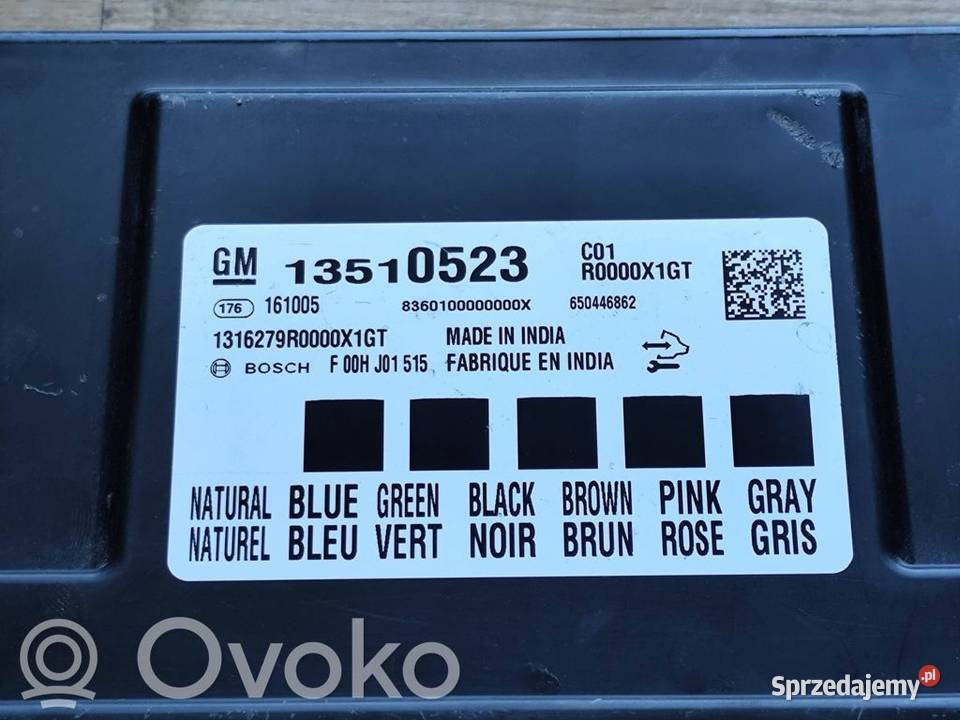 GM 13510523 C01
R0000X1GT
176 161005 8360100000000X 650446862
1316279R0000X1GT MADE IN INDIA
BOSCH F 00H J01 515 FABRIQUE EN INDIA
NATURAL BLUE GREEN BLACK BROWN PINK GRAY
NATUREL BLEU VERT NOIR BRUN ROSE GRIS
Ovoko
Sprzedajemy.pl